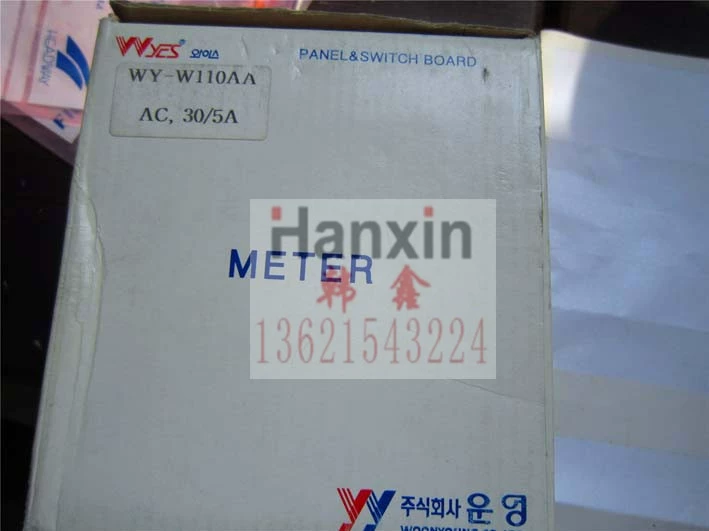 WYES 와이스
PANEL&SWITCH BOARD
WY-W110AA
AC, 30/5A
HEADWAY
Hanxin
METER
韩鑫
13621543224
주식회사 운영